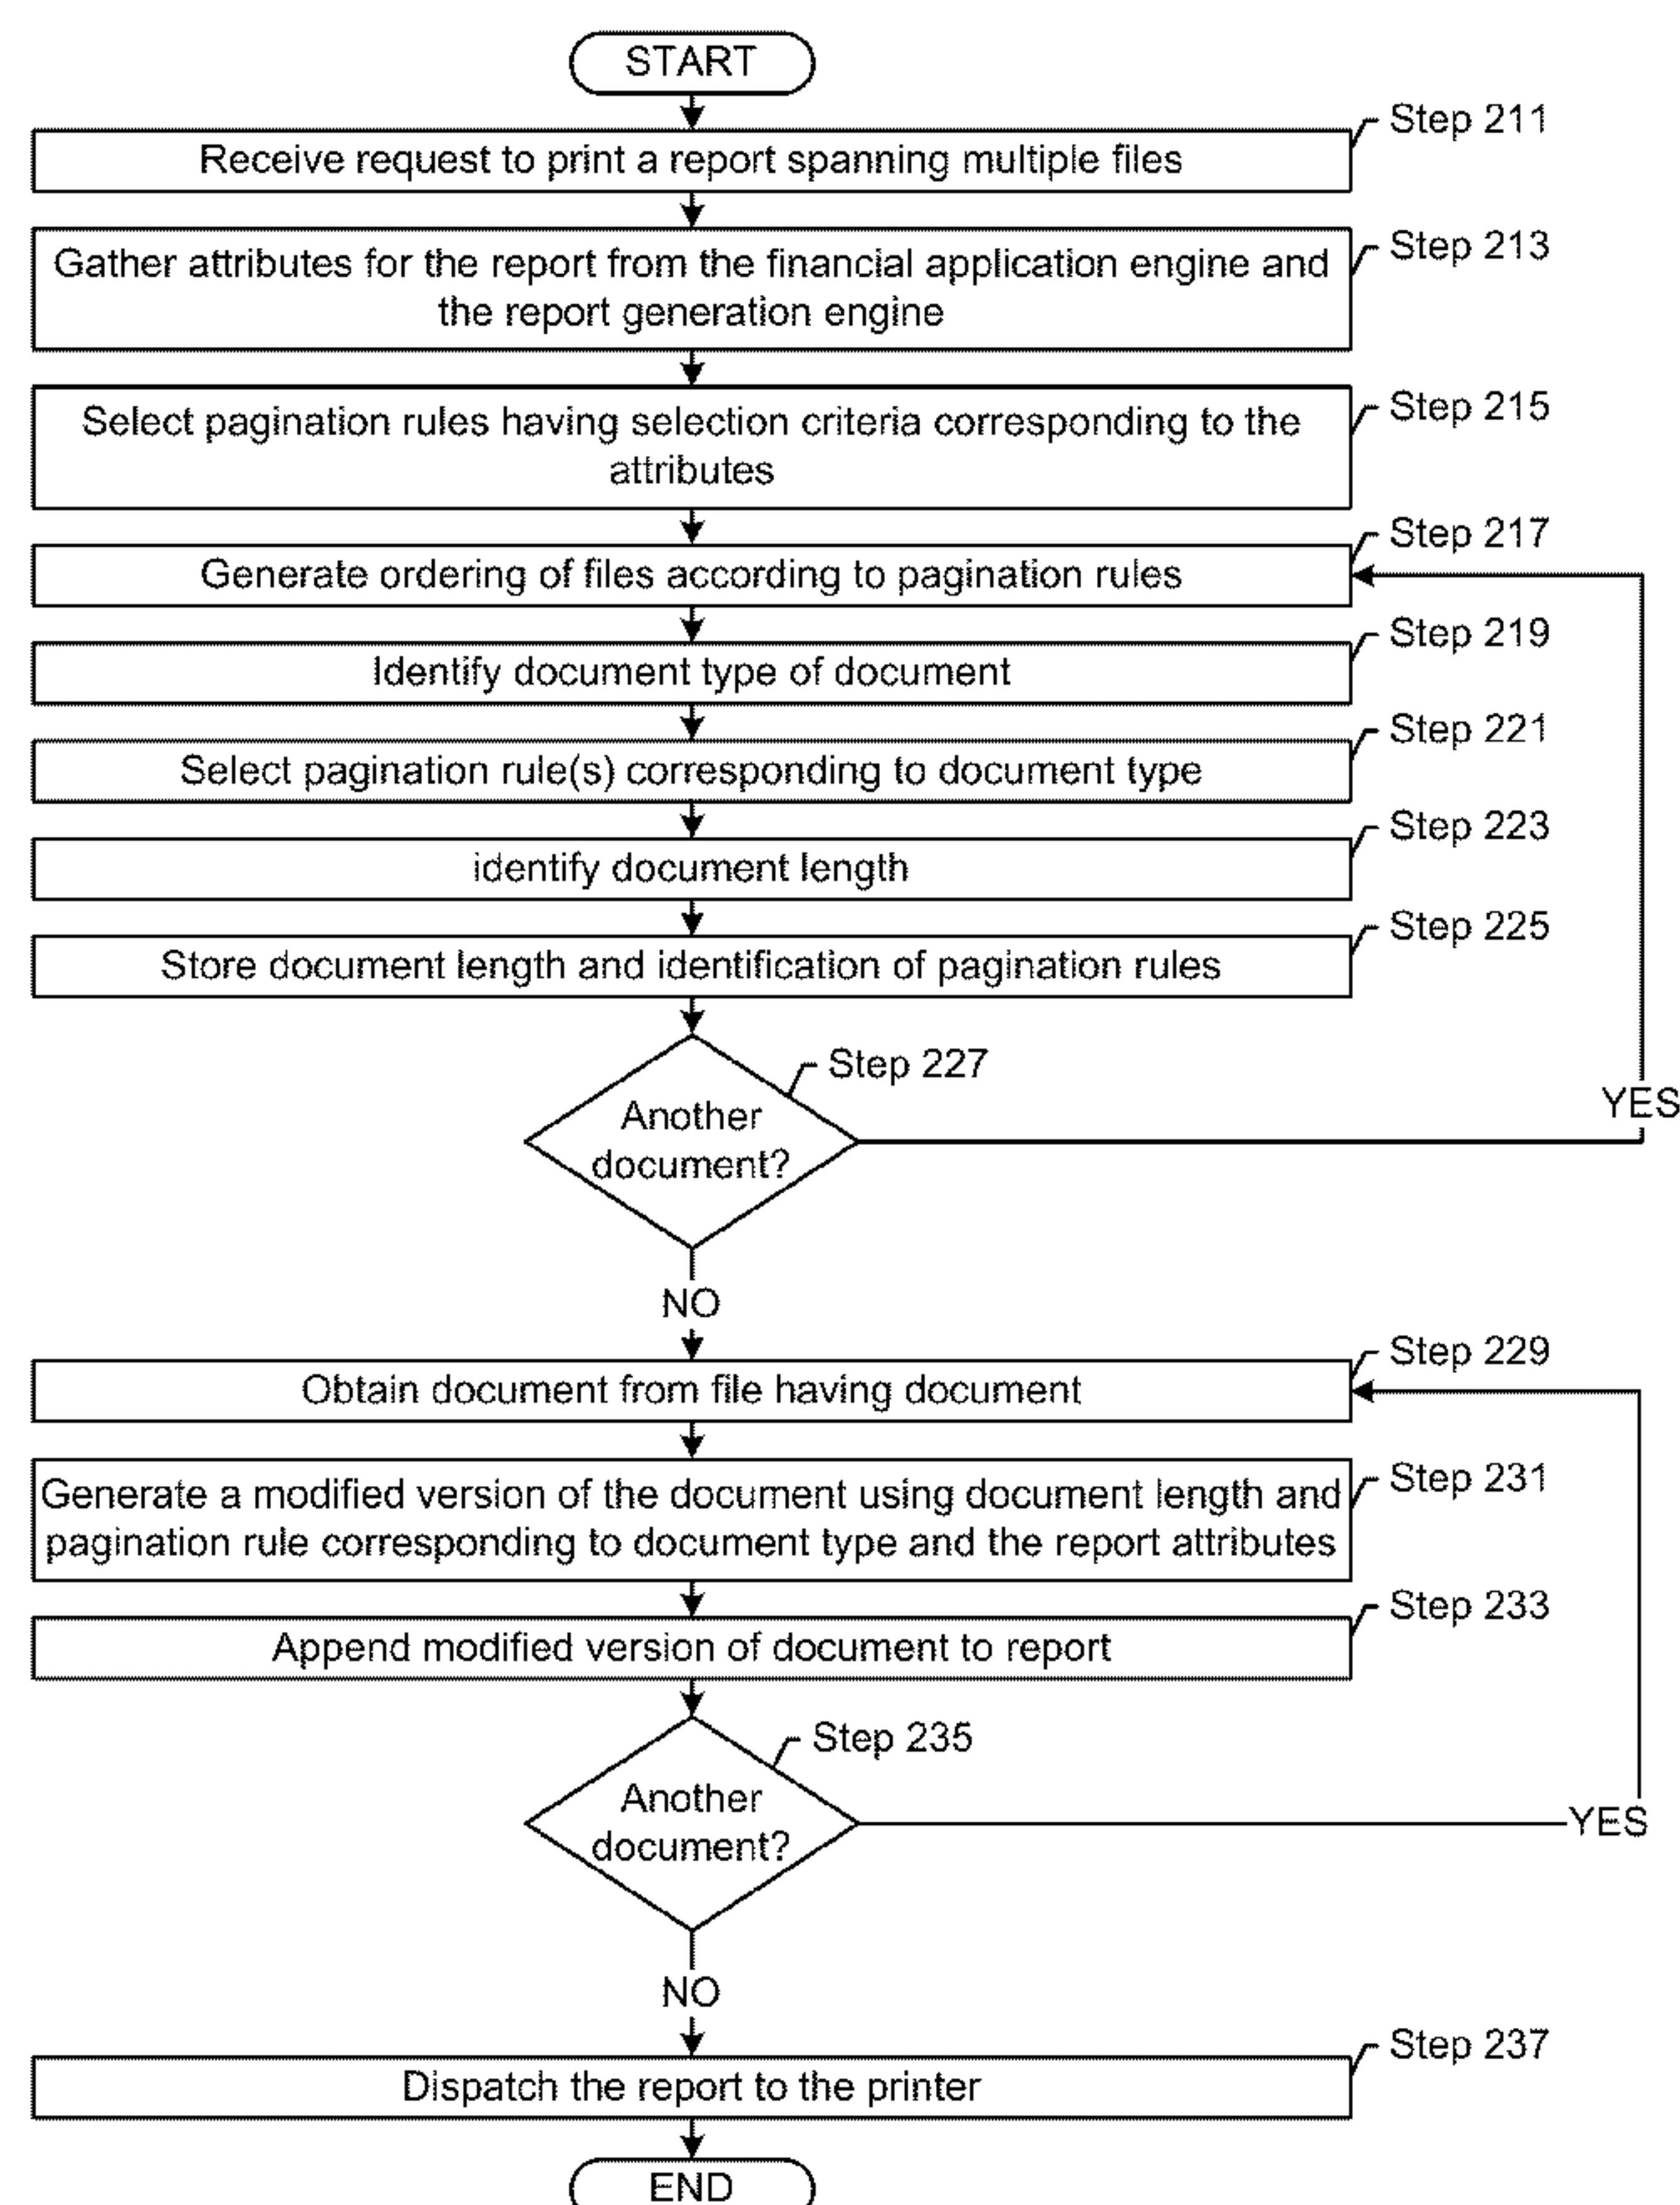 START
Step 211
Receive request to print a report spanning multiple files
Step 213
Gather attributes for the report from the financial application engine and
the report generation engine
Step 215
Select pagination rules having selection criteria corresponding to the
attributes
Step 217
Generate ordering of files according to pagination rules
Step 219
Identify document type of document
Step 221
Select pagination rule(s) corresponding to document type
Step 223
identify document length
Step 225
Store document length and identification of pagination rules
Step 227
Another
document?
YES
NO
Step 229
Obtain document from file having document
Step 231
Generate a modified version of the document using document length and
pagination rule corresponding to document type and the report attributes
Step 233
Append modified version of document to report
Step 235
Another
document?
YES
NO
Step 237
Dispatch the report to the printer
END